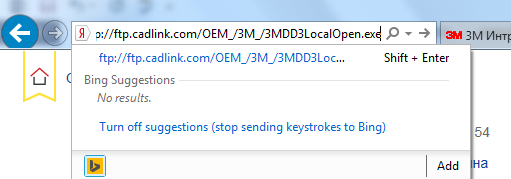 Я p://ftp.cadlink.com/OEM_/3M_/3MDD3LocalOpen.exe 3M 3M Интр
ftp://ftp.cadlink.com/OEM_/3M_/3MDD3Loc... Shift + Enter
Bing Suggestions
No results.
54
Turn off suggestions (stop sending keystrokes to Bing)
на
Add